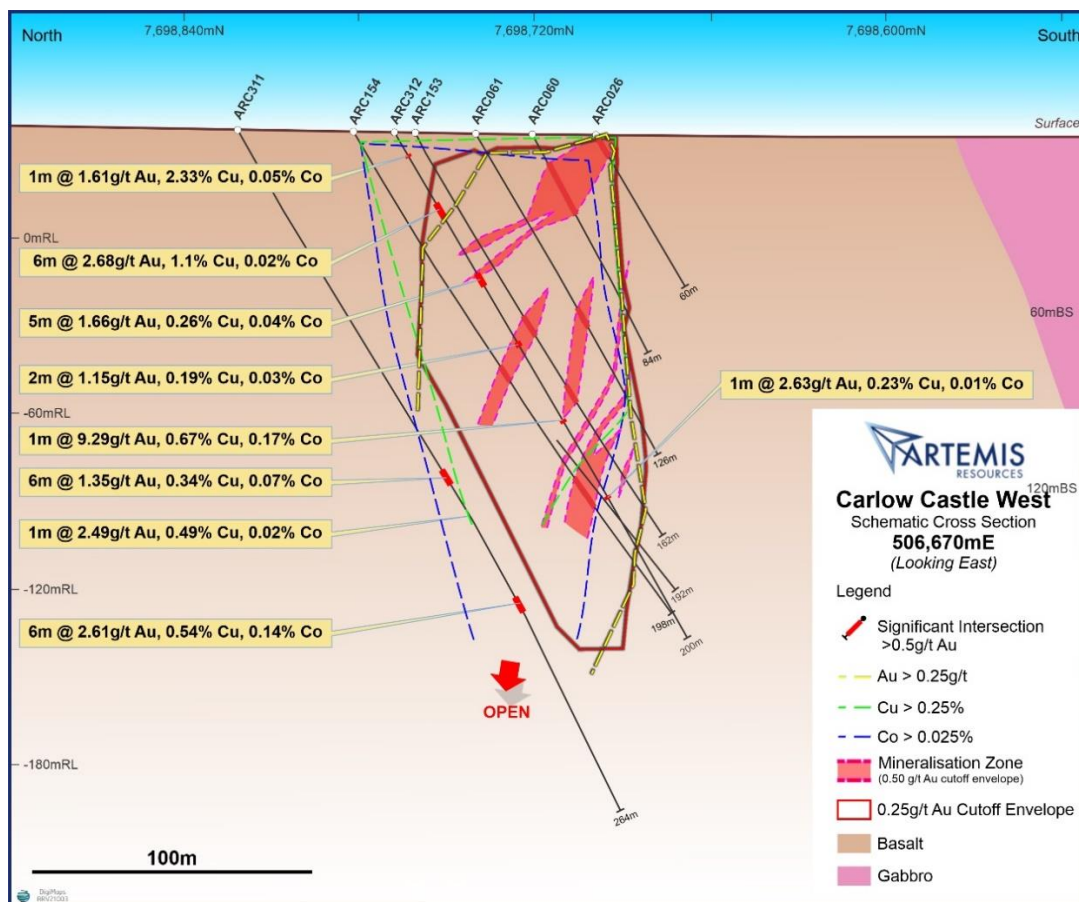 North
7,698,840mN
7,698,720mN
7,698,600mN
South
ARC311
ARC154
ARC312
ARC153
ARC061
ARC060
ARC026
Surface
1m @ 1.61g/t Au, 2.33% Cu, 0.05% Co
0mRL
6m @ 2.68g/t Au, 1.1% Cu, 0.02% Co
5m @ 1.66g/t Au, 0.26% Cu, 0.04% Co
60m
60mBS
2m @ 1.15g/t Au, 0.19% Cu, 0.03% Co
84m
1m @ 2.63g/t Au, 0.23% Cu, 0.01% Co
-60mRL
1m @ 9.29g/t Au, 0.67% Cu, 0.17% Co
126m
6m @ 1.35g/t Au, 0.34% Cu, 0.07% Co
120mBS
1m @ 2.49g/t Au, 0.49% Cu, 0.02% Co
162m
-120mRL
192m
198m
200m
6m @ 2.61g/t Au, 0.54% Cu, 0.14% Co
OPEN
-180mRL
264m
100m
ARTEMIS
RESOURCES
Carlow Castle West
Schematic Cross Section
506,670mE
(Looking East)
Legend
Significant Intersection
>0.5g/t Au
Au > 0.25g/t
Cu > 0.25%
Co > 0.025%
Mineralisation Zone
(0.50 g/t Au cutoff envelope)
0.25g/t Au Cutoff Envelope
Basalt
Gabbro
DigiMaps